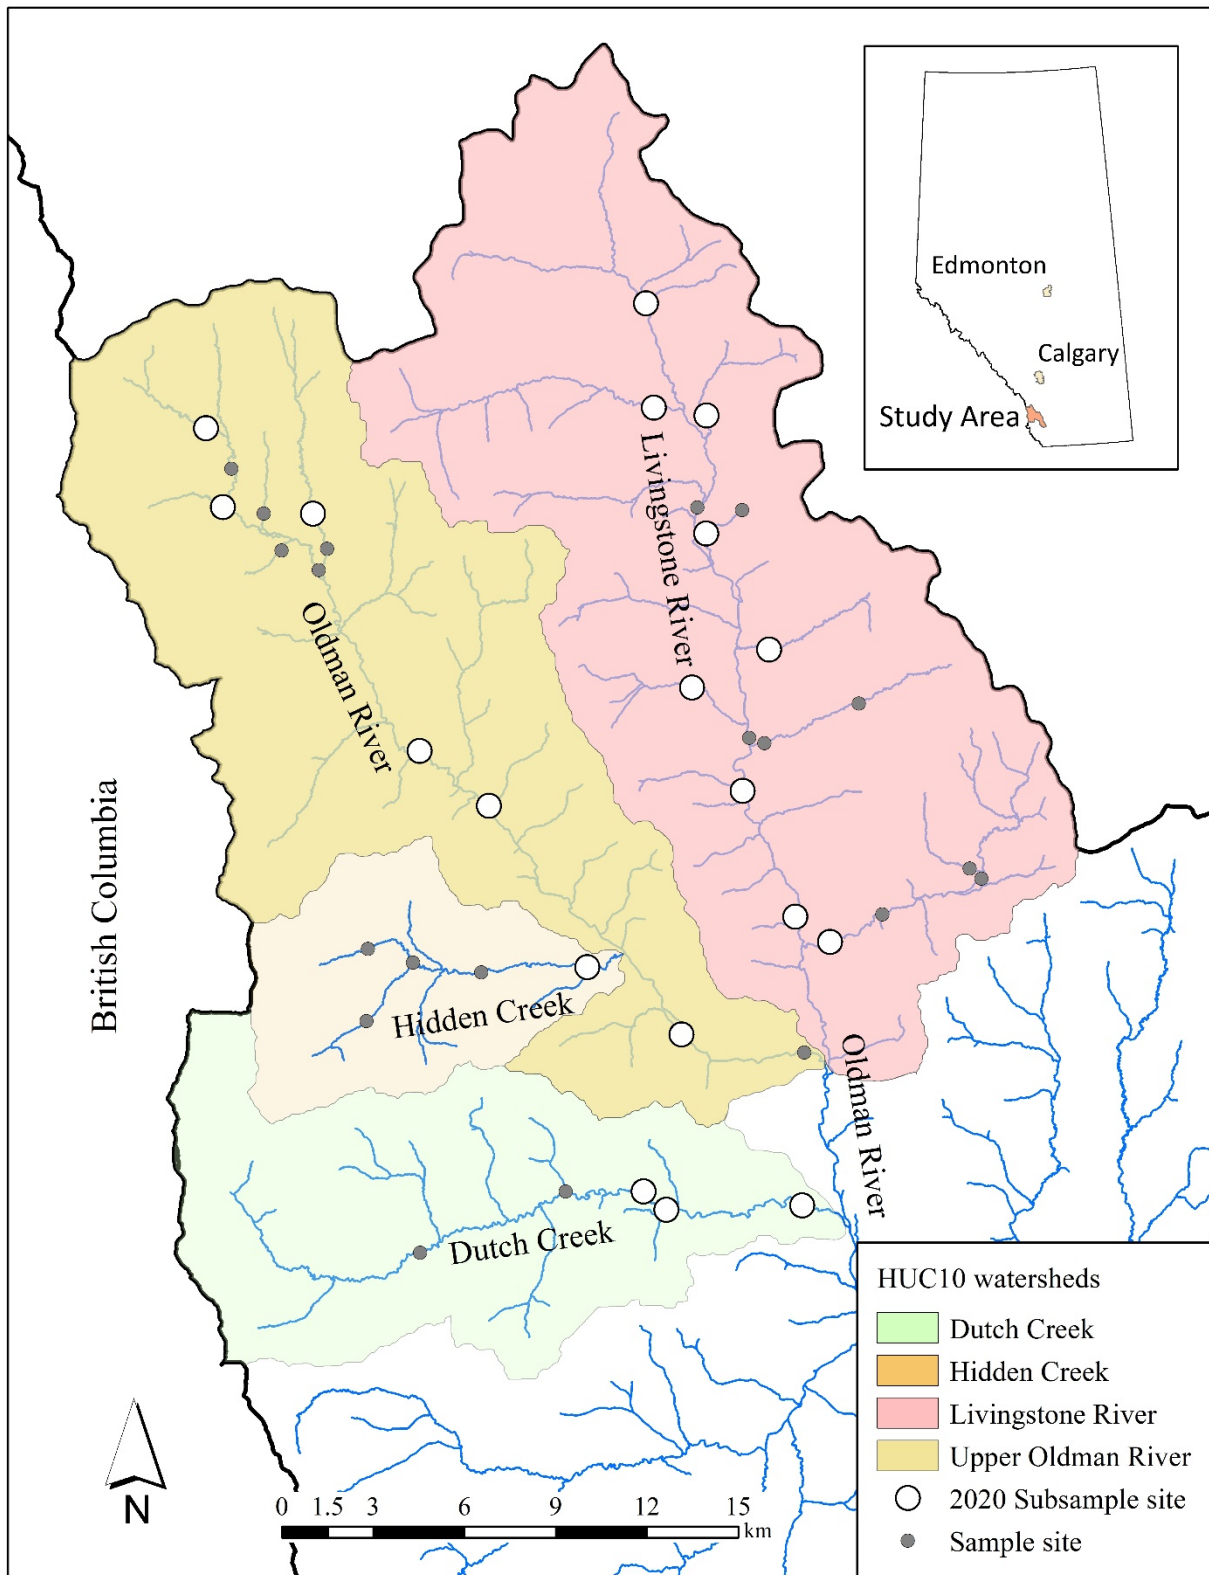 Edmonton
Calgary
Study Area
Livingstone River
Oldman River
British Columbia
Hidden Creek
Oldman River
Dutch Creek
HUC10 watersheds
Dutch Creek
Hidden Creek
Livingstone River
Upper Oldman River
2020 Subsample site
Sample site
N
0 1.5 3 6 9 12 15
km